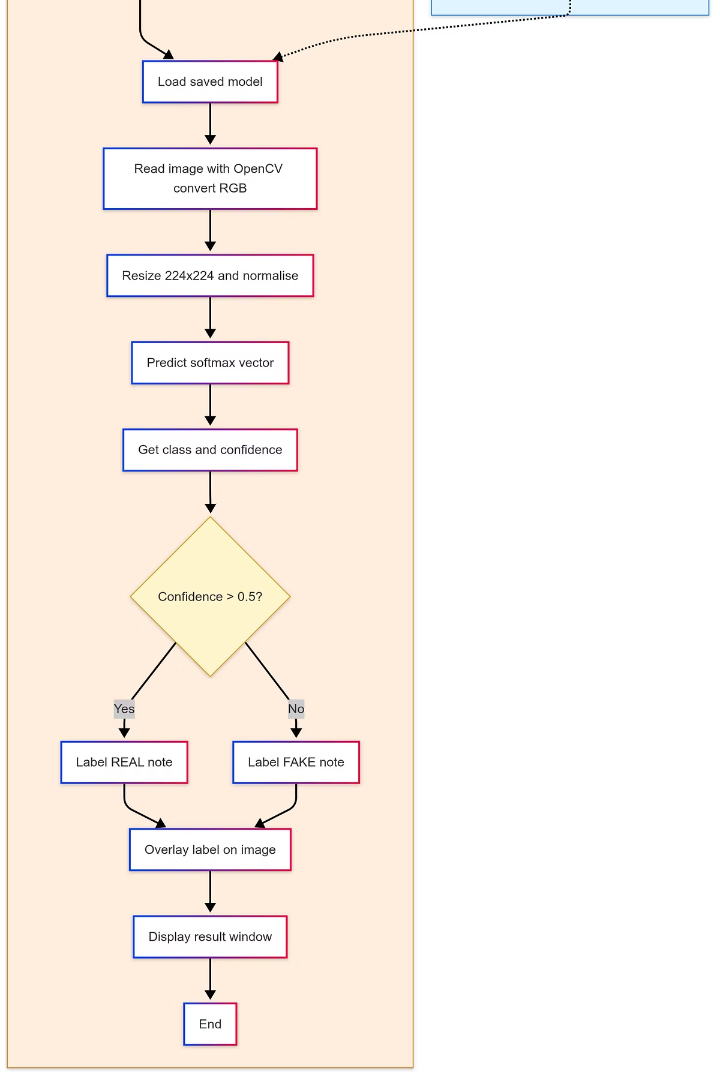 Load saved model
Read image with OpenCV
convert RGB
Resize 224x224 and normalise
Predict softmax vector
Get class and confidence
Confidence > 0.5?
Yes
No
Label REAL note
Label FAKE note
Overlay label on image
Display result window
End